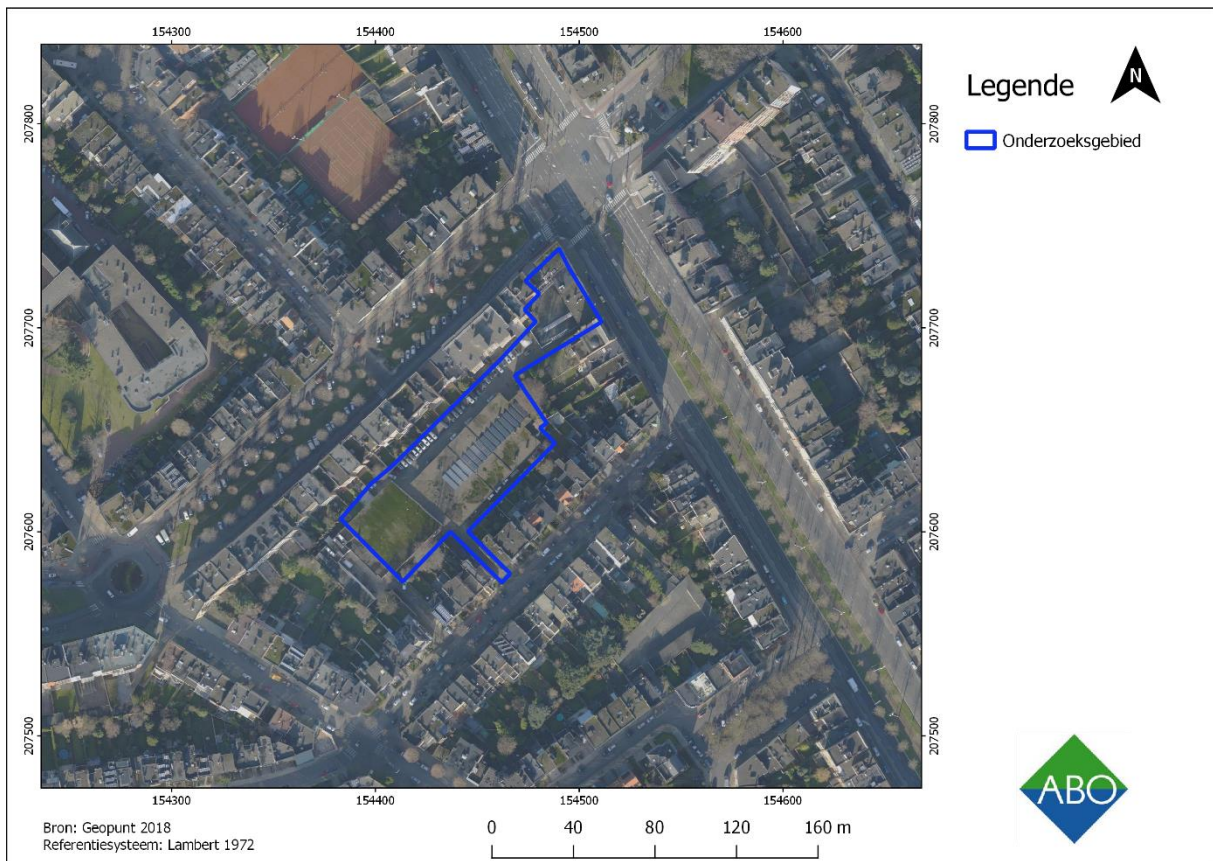 154300 154400 154500 154600
207800 207800
207700 207700
207600 207600
207500 207500
154300 154400 154500 154600
Legende
N
Onderzoeksgebied
Bron: Geopunt 2018
Referentiesysteem: Lambert 1972
0 40 80 120 160 m
ABO